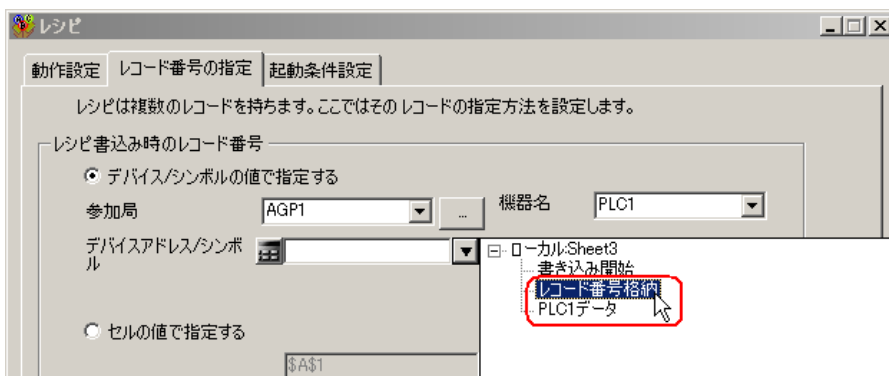 レシピ
動作設定 レコード番号の指定 起動条件設定
レシピは複数のレコードを持ちます。ここではそのレコードの指定方法を設定します。
レシピ書込み時のレコード番号
デバイス/シンボルの値で指定する
参加局 AGP1 ... 機器名 PLC1
デバイスアドレス/シンボ
ル
ローカル:Sheet3
書き込み開始
レコード番号格納
PLC1データ
セルの値で指定する
$A$1